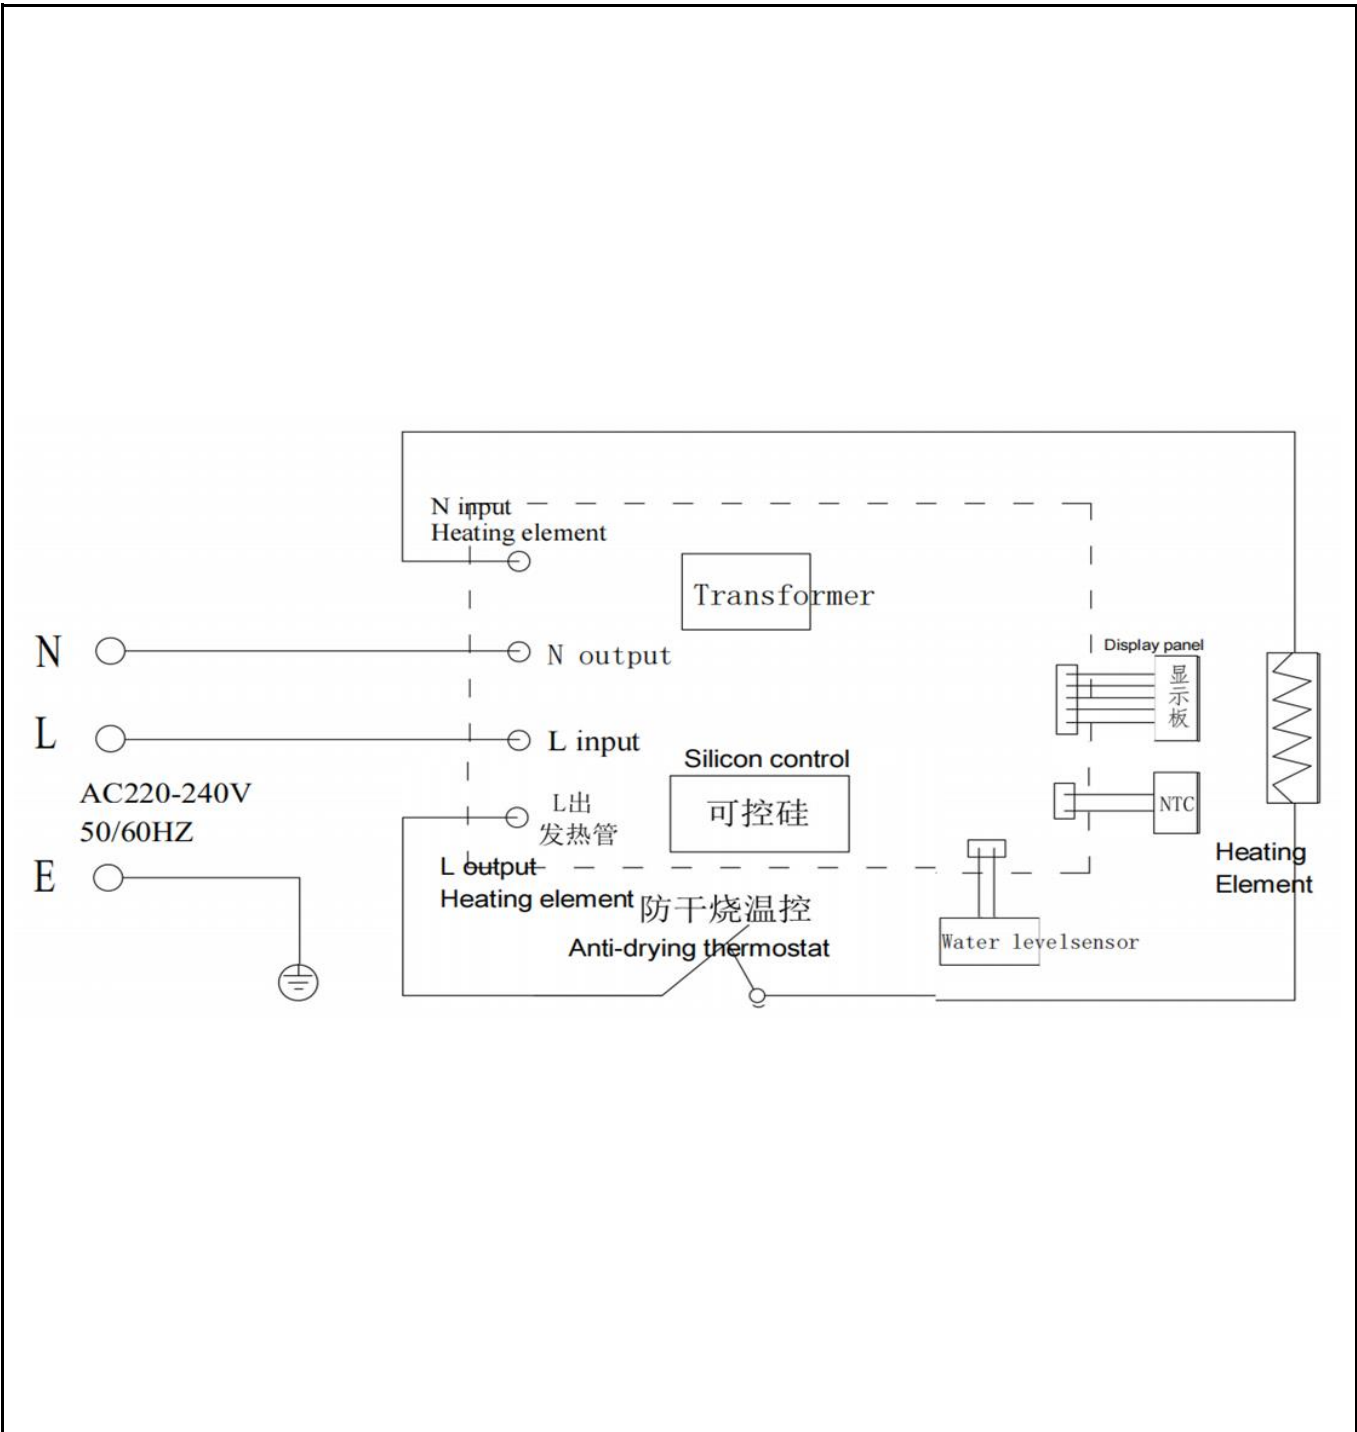 N input
Heating element
Transformer
N
N output
Display panel
显示板
L
L input
Silicon control
AC220-240V
50/60HZ
L出
发热管
可控硅
NTC
E
L output
Heating element
防干烧温控
Anti-drying thermostat
Water levelsensor
Heating
Element